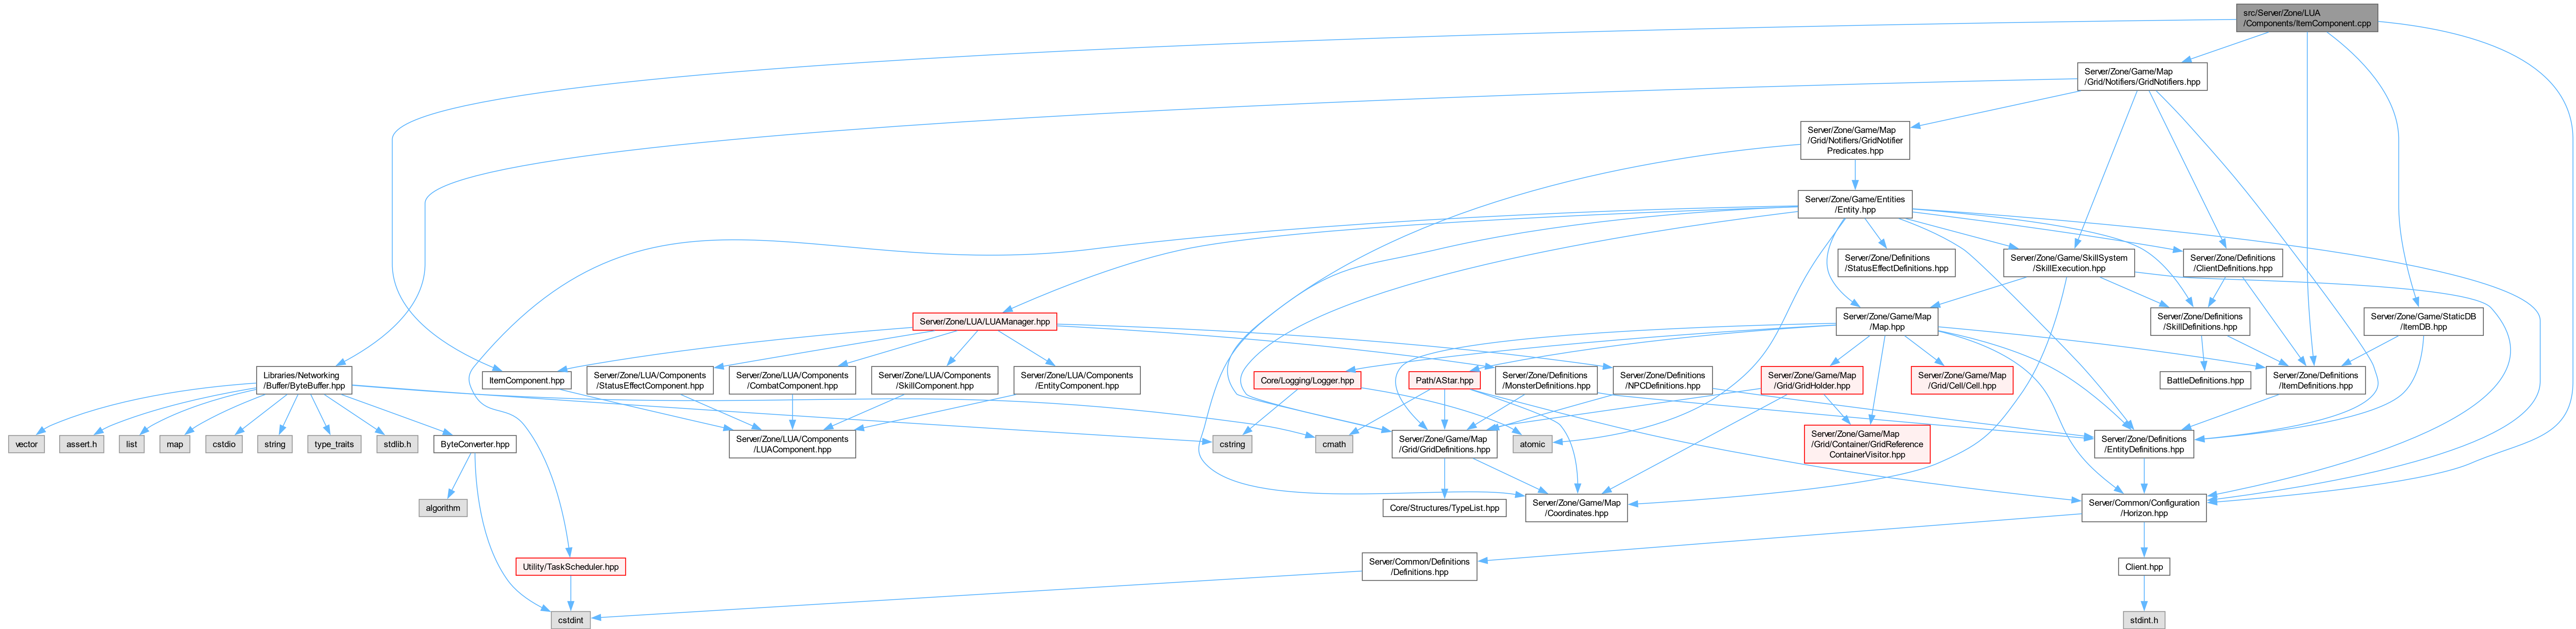 src/Server/Zone/LUA
/Components/ItemComponent.cpp
Server/Zone/Game/Map
/Grid/Notifiers/GridNotifiers.hpp
Server/Zone/Game/Map
/Grid/Notifiers/GridNotifier
Predicates.hpp
Server/Zone/Game/Entities
/Entity.hpp
Server/Zone/Definitions
/StatusEffectDefinitions.hpp
Server/Zone/Game/SkillSystem
/SkillExecution.hpp
Server/Zone/Definitions
/ClientDefinitions.hpp
Server/Zone/LUA/LUAManager.hpp
Server/Zone/Game/Map
/Map.hpp
Server/Zone/Definitions
/SkillDefinitions.hpp
Server/Zone/Game/StaticDB
/ItemDB.hpp
Libraries/Networking
/Buffer/ByteBuffer.hpp
ItemComponent.hpp
Server/Zone/LUA/Components
/StatusEffectComponent.hpp
Server/Zone/LUA/Components
/CombatComponent.hpp
Server/Zone/LUA/Components
/SkillComponent.hpp
Server/Zone/LUA/Components
/EntityComponent.hpp
Core/Logging/Logger.hpp
Path/AStar.hpp
Server/Zone/Definitions
/MonsterDefinitions.hpp
Server/Zone/Definitions
/NPCDefinitions.hpp
Server/Zone/Game/Map
/Grid/GridHolder.hpp
Server/Zone/Game/Map
/Grid/Cell/Cell.hpp
BattleDefinitions.hpp
Server/Zone/Definitions
/ItemDefinitions.hpp
vector
assert.h
list
map
cstdio
string
type_traits
stdlib.h
ByteConverter.hpp
Server/Zone/LUA/Components
/LUAComponent.hpp
cstring
cmath
Server/Zone/Game/Map
/Grid/GridDefinitions.hpp
atomic
Server/Zone/Game/Map
/Grid/Container/GridReference
ContainerVisitor.hpp
Server/Zone/Definitions
/EntityDefinitions.hpp
algorithm
Core/Structures/TypeList.hpp
Server/Zone/Game/Map
/Coordinates.hpp
Server/Common/Configuration
/Horizon.hpp
Utility/TaskScheduler.hpp
Server/Common/Definitions
/Definitions.hpp
Client.hpp
cstdint
stdint.h